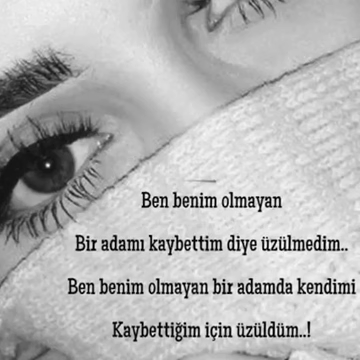 Ben benim olmayan
Bir adamı kaybettim diye üzülmedim..
Ben benim olmayan bir adamda kendimi
Kaybettiğim için üzüldüm..!